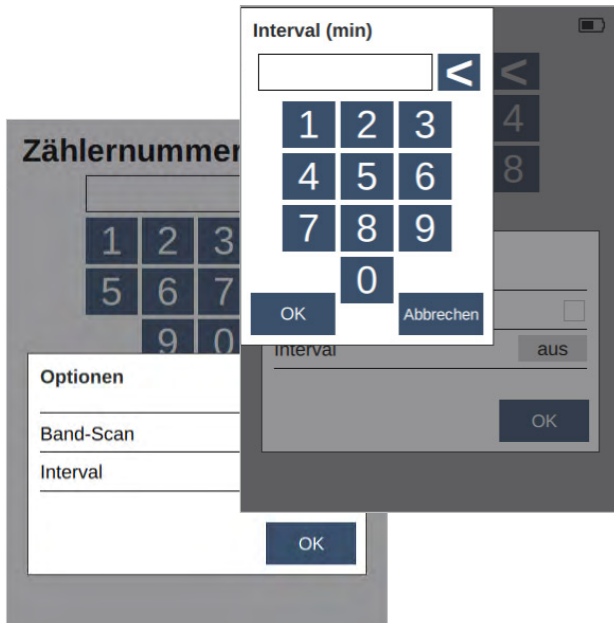 Interval (min)
<
<
1 2 3
4
4 5 6
8
7 8 9
0
OK Abbrechen
Interval aus
OK
Zählernummer
1 2 3
5 6 7
9 0
Optionen
Band-Scan
Interval
OK